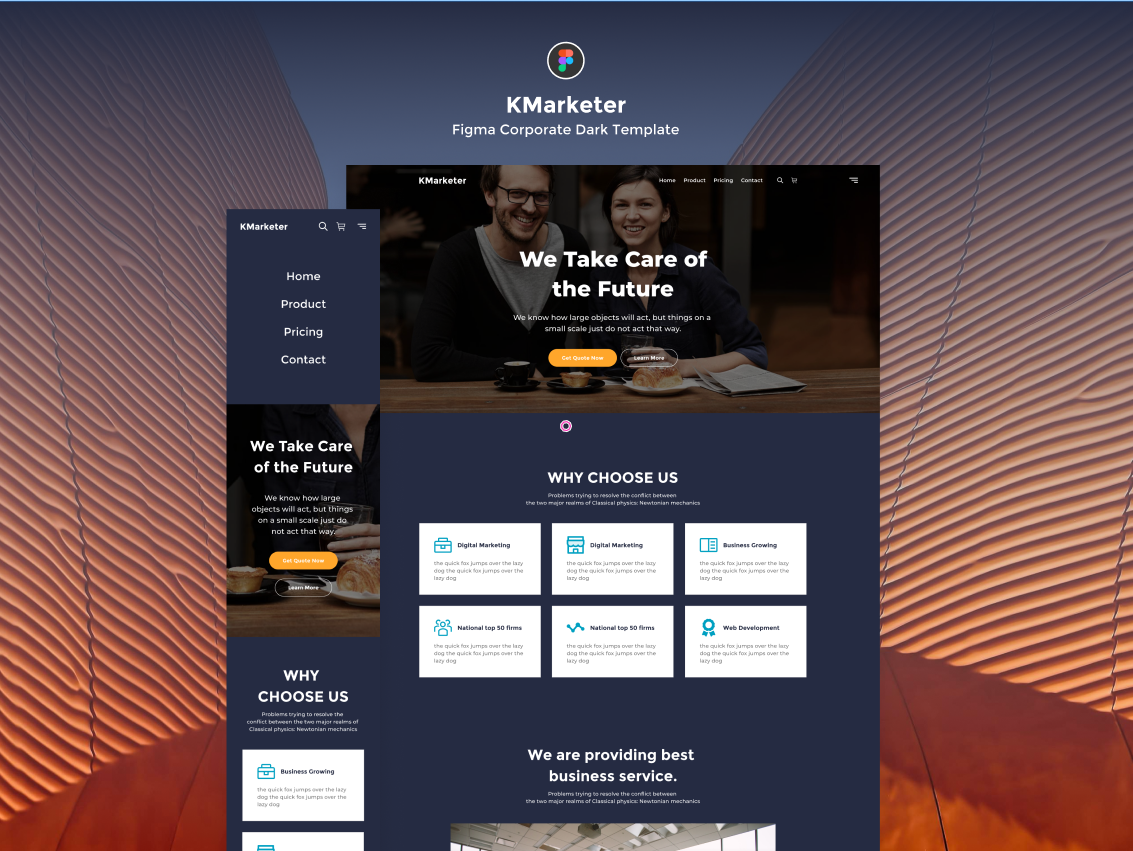 KMarketer
Figma Corporate Dark Template
KMarketer
Home Product Pricing Contact
We Take Care of
the Future
We know how large objects will act, but things on a
small scale just do not act that way.
Get Quote Now Learn More
WHY CHOOSE US
Problems trying to resolve the conflict between
the two major realms of Classical physics: Newtonian mechanics
Digital Marketing
the quick fox jumps over the lazy
dog the quick fox jumps over the
lazy dog
Digital Marketing
the quick fox jumps over the lazy
dog the quick fox jumps over the
lazy dog
Business Growing
the quick fox jumps over the lazy
dog the quick fox jumps over the
lazy dog
National top 50 firms
the quick fox jumps over the lazy
dog the quick fox jumps over the
lazy dog
National top 50 firms
the quick fox jumps over the lazy
dog the quick fox jumps over the
lazy dog
Web Development
the quick fox jumps over the lazy
dog the quick fox jumps over the
lazy dog
We are providing best
business service.
Problems trying to resolve the conflict between
the two major realms of Classical physics: Newtonian mechanics
KMarketer
Home
Product
Pricing
Contact
We Take Care
of the Future
We know how large
objects will act, but things
on a small scale just do
not act that way.
Get Quote Now
Learn More
WHY
CHOOSE US
Problems trying to resolve the
conflict between the two major realms of
Classical physics: Newtonian mechanics
Business Growing
the quick fox jumps over the lazy
dog the quick fox jumps over the
lazy dog